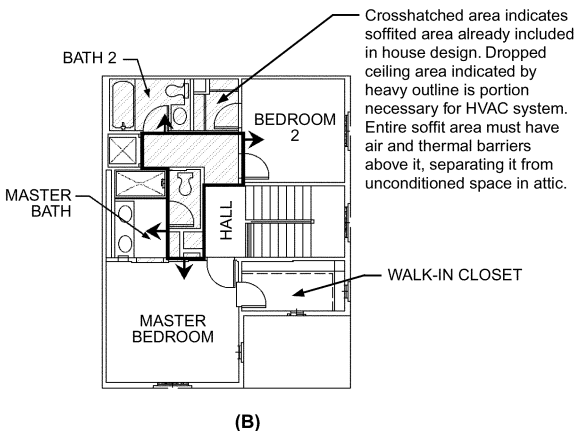 Crosshatched area indicates
soffited area already included
in house design. Dropped
ceiling area indicated by
heavy outline is portion
necessary for HVAC system.
Entire soffit area must have
air and thermal barriers
above it, separating it from
unconditioned space in attic.
BATH 2
BEDROOM
2
MASTER
BATH
HALL
WALK-IN CLOSET
MASTER
BEDROOM
(B)